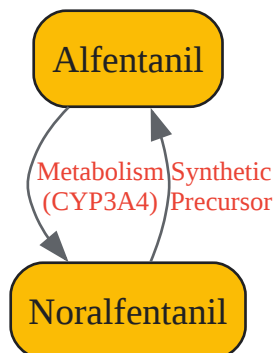 Alfentanil
Metabolism
(CYP3A4)
Synthetic
Precursor
Noralfentanil